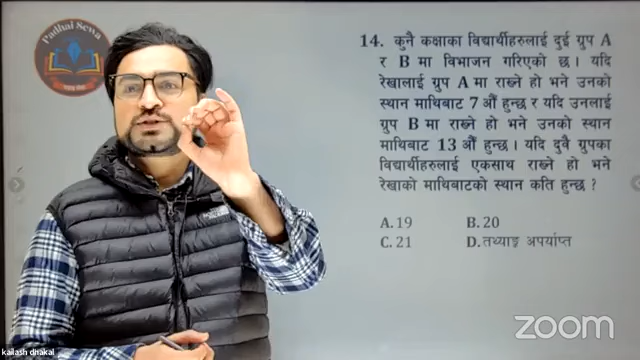 Padhai Sewa
14. कुनै कक्षाका विद्यार्थीहरुलाई दुई ग्रुप A
र B मा विभाजन गरिएको छ। यदि
रेखालाई ग्रुप A मा राख्ने हो भने उनको
स्थान माथिबाट 7 औं हुन्छ र यदि उनलाई
ग्रुप B मा राख्ने हो भने उनको स्थान
माथिबाट 13 औं हुन्छ। यदि दुवै ग्रुपका
विद्यार्थीहरुलाई एकसाथ राख्ने हो भने
रेखाको माथिबाटको स्थान कति हुन्छ ?
A. 19 B. 20
C. 21 D. तथ्याङ्क अपर्याप्त
kailash dhakal
zoom